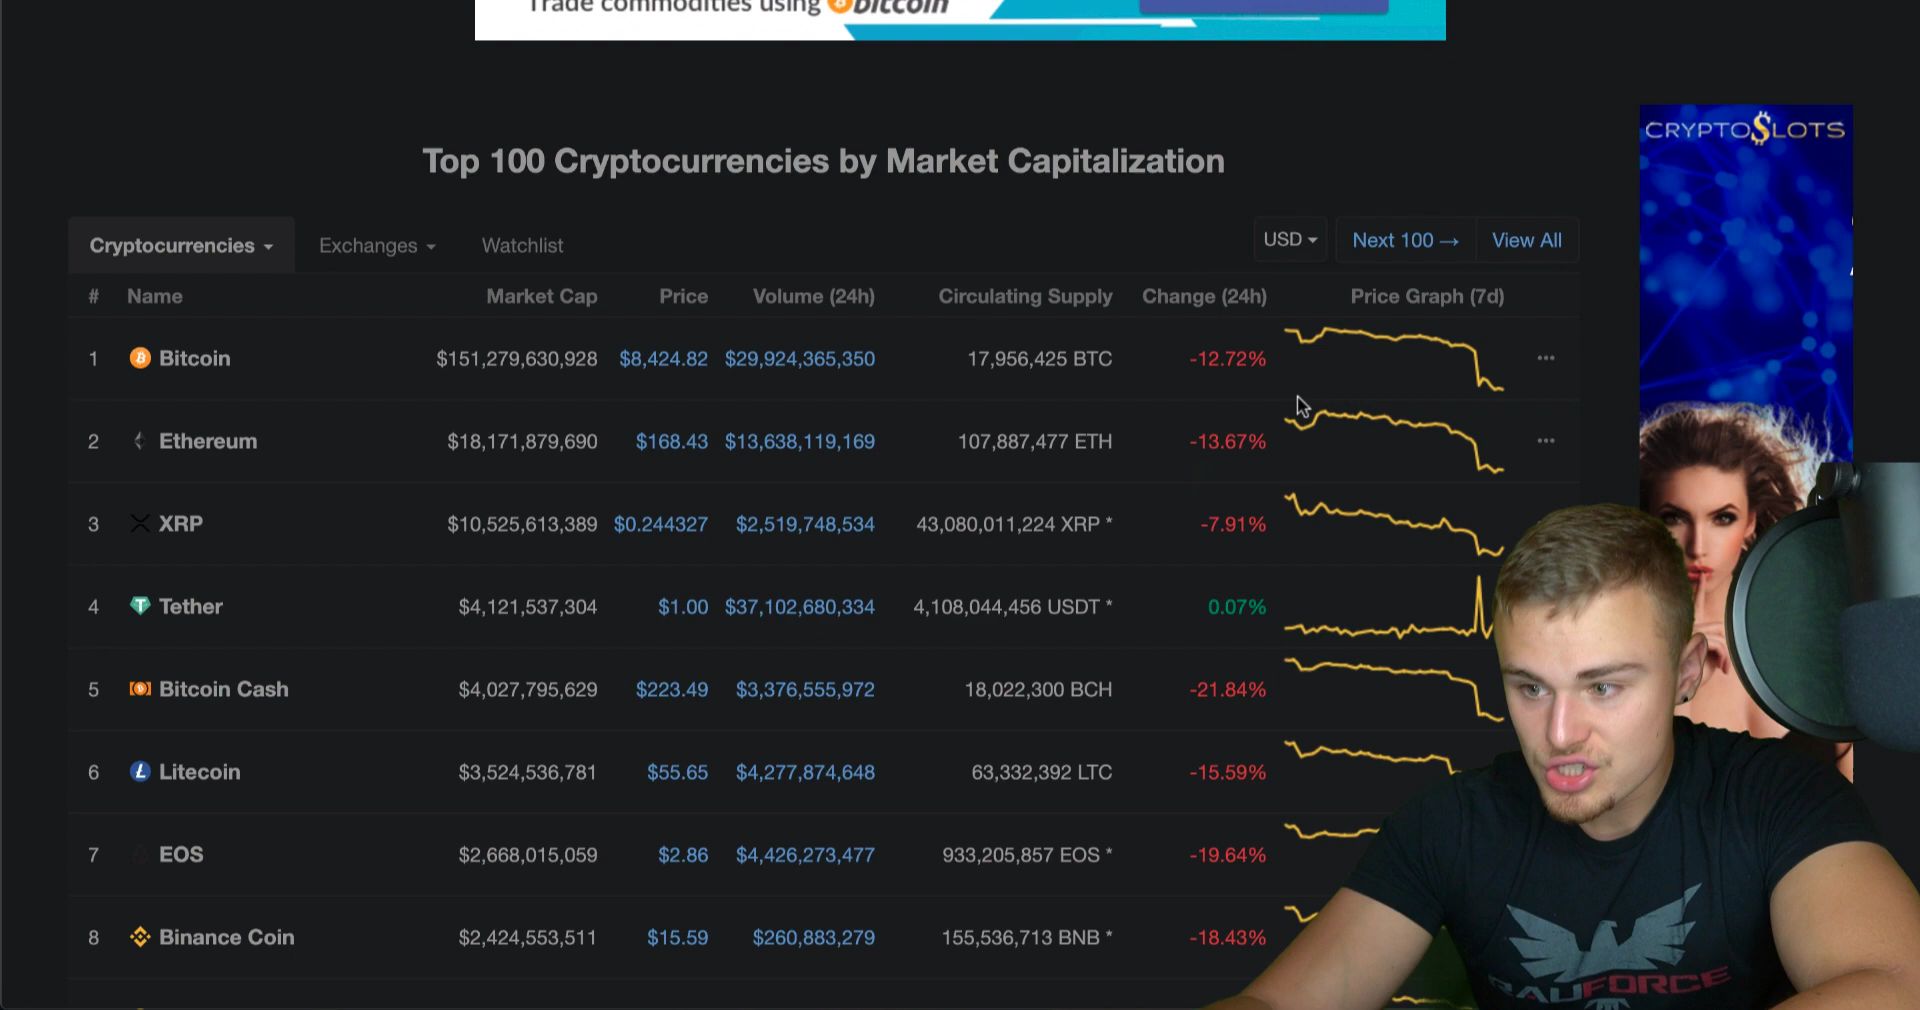 Trade commodities using bitcoin
Top 100 Cryptocurrencies by Market Capitalization
CRYPTO$LOTS
Cryptocurrencies Exchanges Watchlist USD Next 100 → View All
# Name Market Cap Price Volume (24h) Circulating Supply Change (24h) Price Graph (7d)
1 Bitcoin $151,279,630,928 $8,424.82 $29,924,365,350 17,956,425 BTC -12.72%
2 Ethereum $18,171,879,690 $168.43 $13,638,119,169 107,887,477 ETH -13.67%
3 XRP $10,525,613,389 $0.244327 $2,519,748,534 43,080,011,224 XRP * -7.91%
4 Tether $4,121,537,304 $1.00 $37,102,680,334 4,108,044,456 USDT * 0.07%
5 Bitcoin Cash $4,027,795,629 $223.49 $3,376,555,972 18,022,300 BCH -21.84%
6 Litecoin $3,524,536,781 $55.65 $4,277,874,648 63,332,392 LTC -15.59%
7 EOS $2,668,015,059 $2.86 $4,426,273,477 933,205,857 EOS * -19.64%
8 Binance Coin $2,424,553,511 $15.59 $260,883,279 155,536,713 BNB * -18.43%